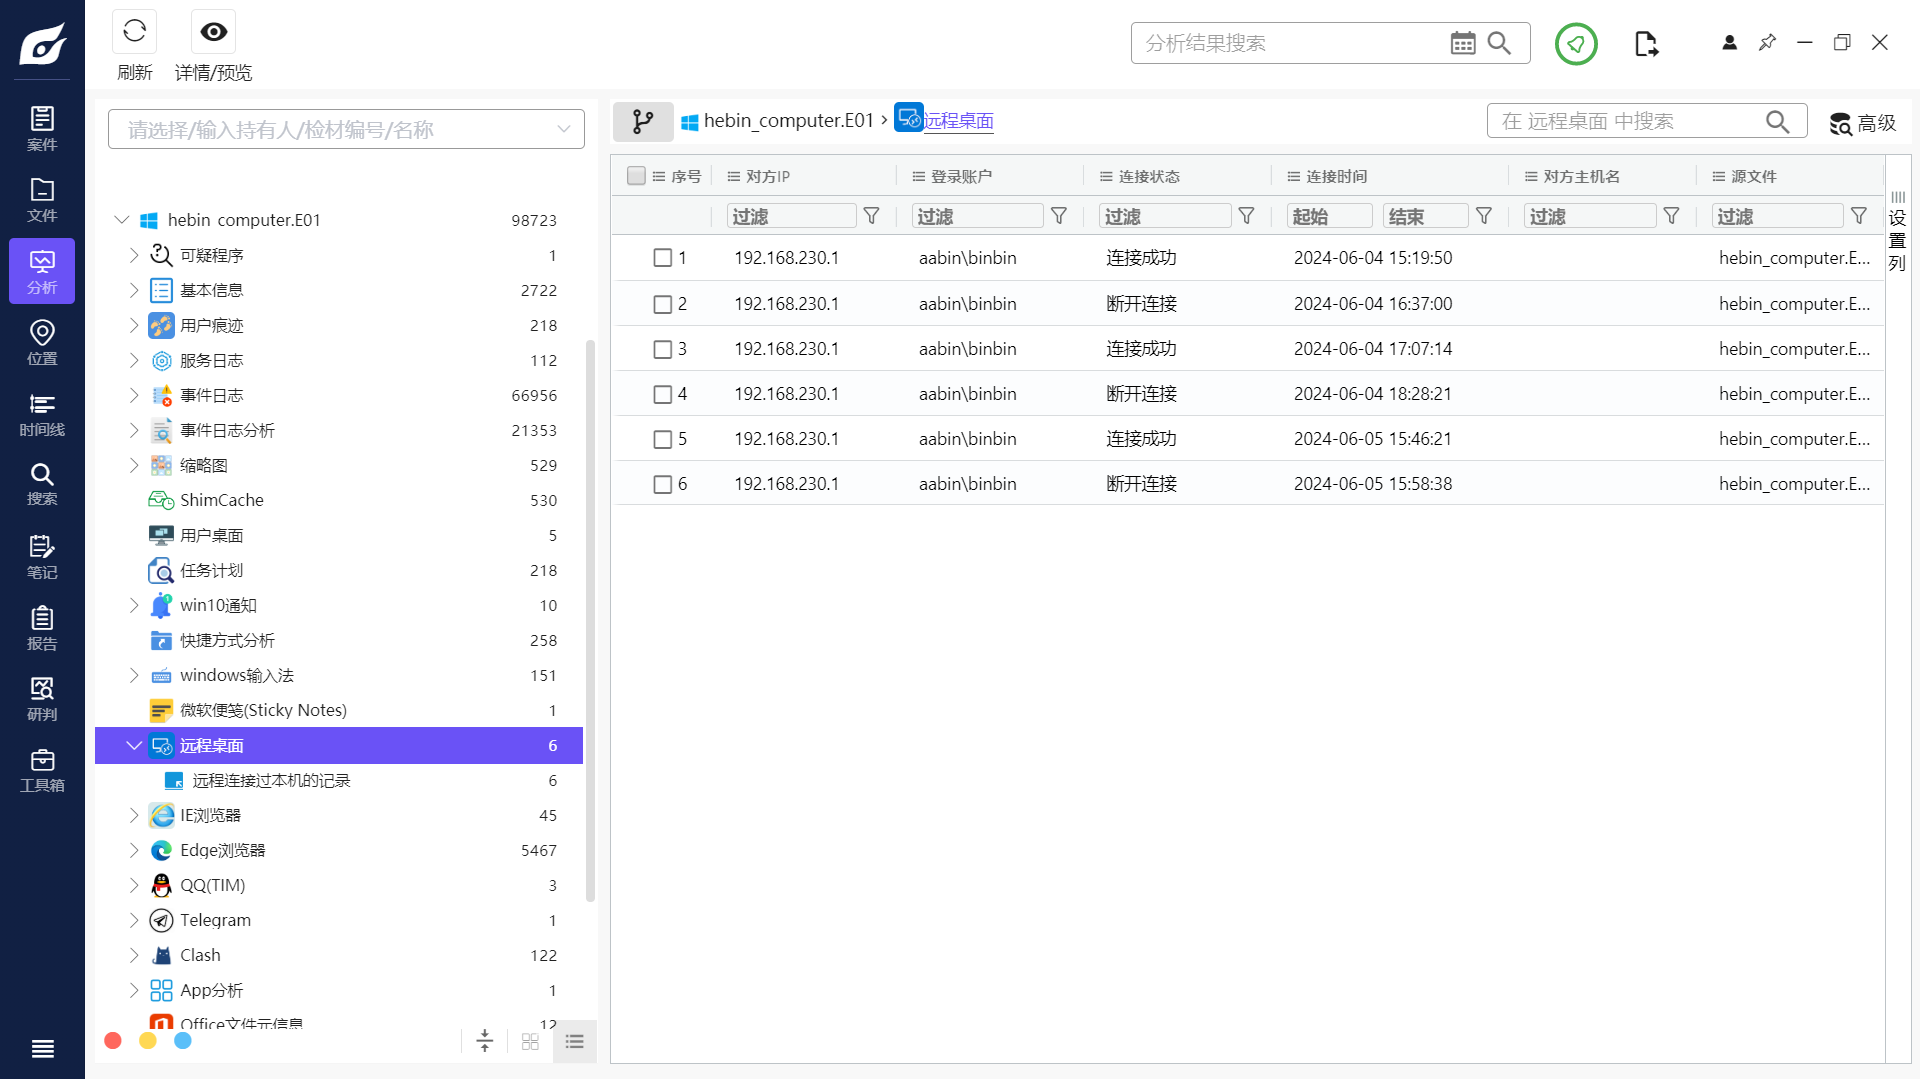 刷新
详情/预览
分析结果搜索
案件
文件
分析
位置
时间线
搜索
笔记
报告
研判
工具箱
请选择/输入持有人/检材编号/名称
hebin_computer.E01 98723
可疑程序 1
基本信息 2722
用户痕迹 218
服务日志 112
事件日志 66956
事件日志分析 21353
缩略图 529
ShimCache 530
用户桌面 5
任务计划 218
win10通知 10
快捷方式分析 258
windows输入法 151
微软便笺(Sticky Notes) 1
远程桌面 6
远程连接过本机的记录 6
IE浏览器 45
Edge浏览器 5467
QQ(TIM) 3
Telegram 1
Clash 122
App分析 1
Office文件元信息 12
hebin_computer.E01 › 远程桌面
在 远程桌面 中搜索
高级
序号 对方IP 登录账户 连接状态 连接时间 对方主机名 源文件
过滤 过滤 过滤 起始 结束 过滤 过滤
1 192.168.230.1 aabin\binbin 连接成功 2024-06-04 15:19:50 hebin_computer.E...
2 192.168.230.1 aabin\binbin 断开连接 2024-06-04 16:37:00 hebin_computer.E...
3 192.168.230.1 aabin\binbin 连接成功 2024-06-04 17:07:14 hebin_computer.E...
4 192.168.230.1 aabin\binbin 断开连接 2024-06-04 18:28:21 hebin_computer.E...
5 192.168.230.1 aabin\binbin 连接成功 2024-06-05 15:46:21 hebin_computer.E...
6 192.168.230.1 aabin\binbin 断开连接 2024-06-05 15:58:38 hebin_computer.E...
设置列